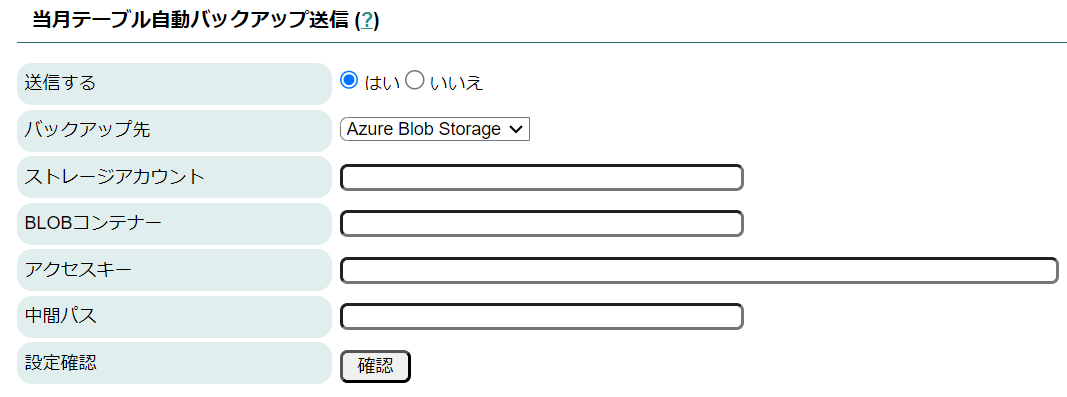 当月テーブル自動バックアップ送信 (?)
送信する はい いいえ
バックアップ先 Azure Blob Storage
ストレージアカウント
BLOBコンテナー
アクセスキー
中間パス
設定確認 確認